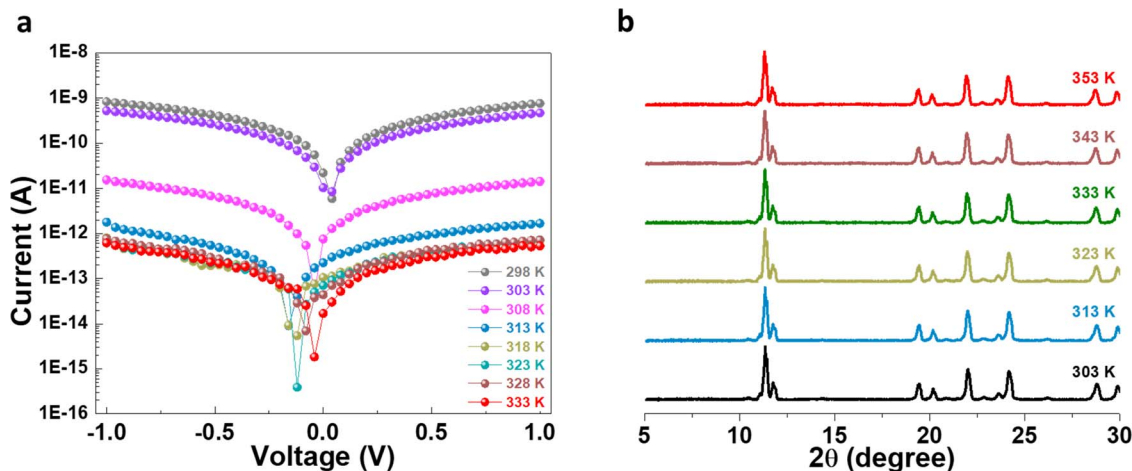 a
1E-8
1E-9
1E-10
1E-11
1E-12
1E-13
1E-14
1E-15
1E-16
Current (A)
-1.0
-0.5
0.0
0.5
1.0
Voltage (V)
298 K
303 K
308 K
313 K
318 K
323 K
328 K
333 K
b
353 K
343 K
333 K
323 K
313 K
303 K
5
10
15
20
25
30
2θ (degree)